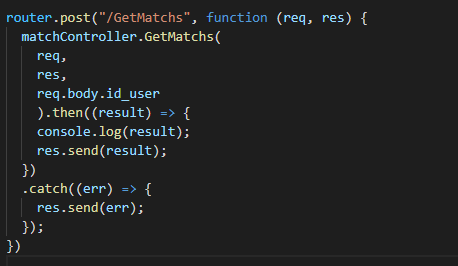 router.post("/GetMatchs", function (req, res) {
  matchController.GetMatchs(
    req,
    res,
    req.body.id_user
    ).then((result) => {
    console.log(result);
    res.send(result);
  })
  .catch((err) => {
    res.send(err);
  });
})